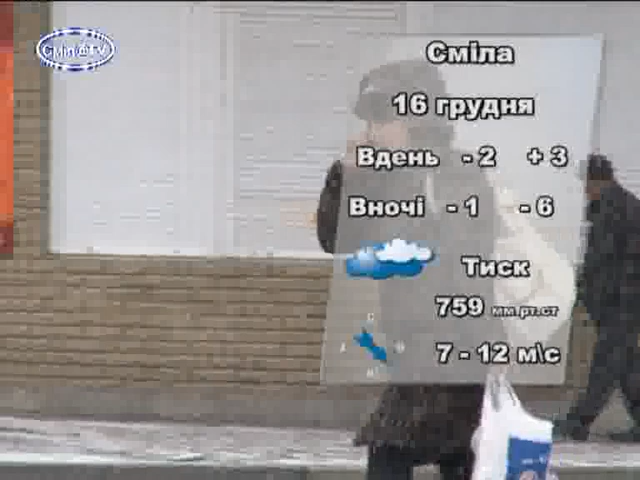 Сміла
16 грудня
Вдень -2 +3
Вночі -1 -6
Тиск
759 мм.рт.ст
7 - 12 м\с